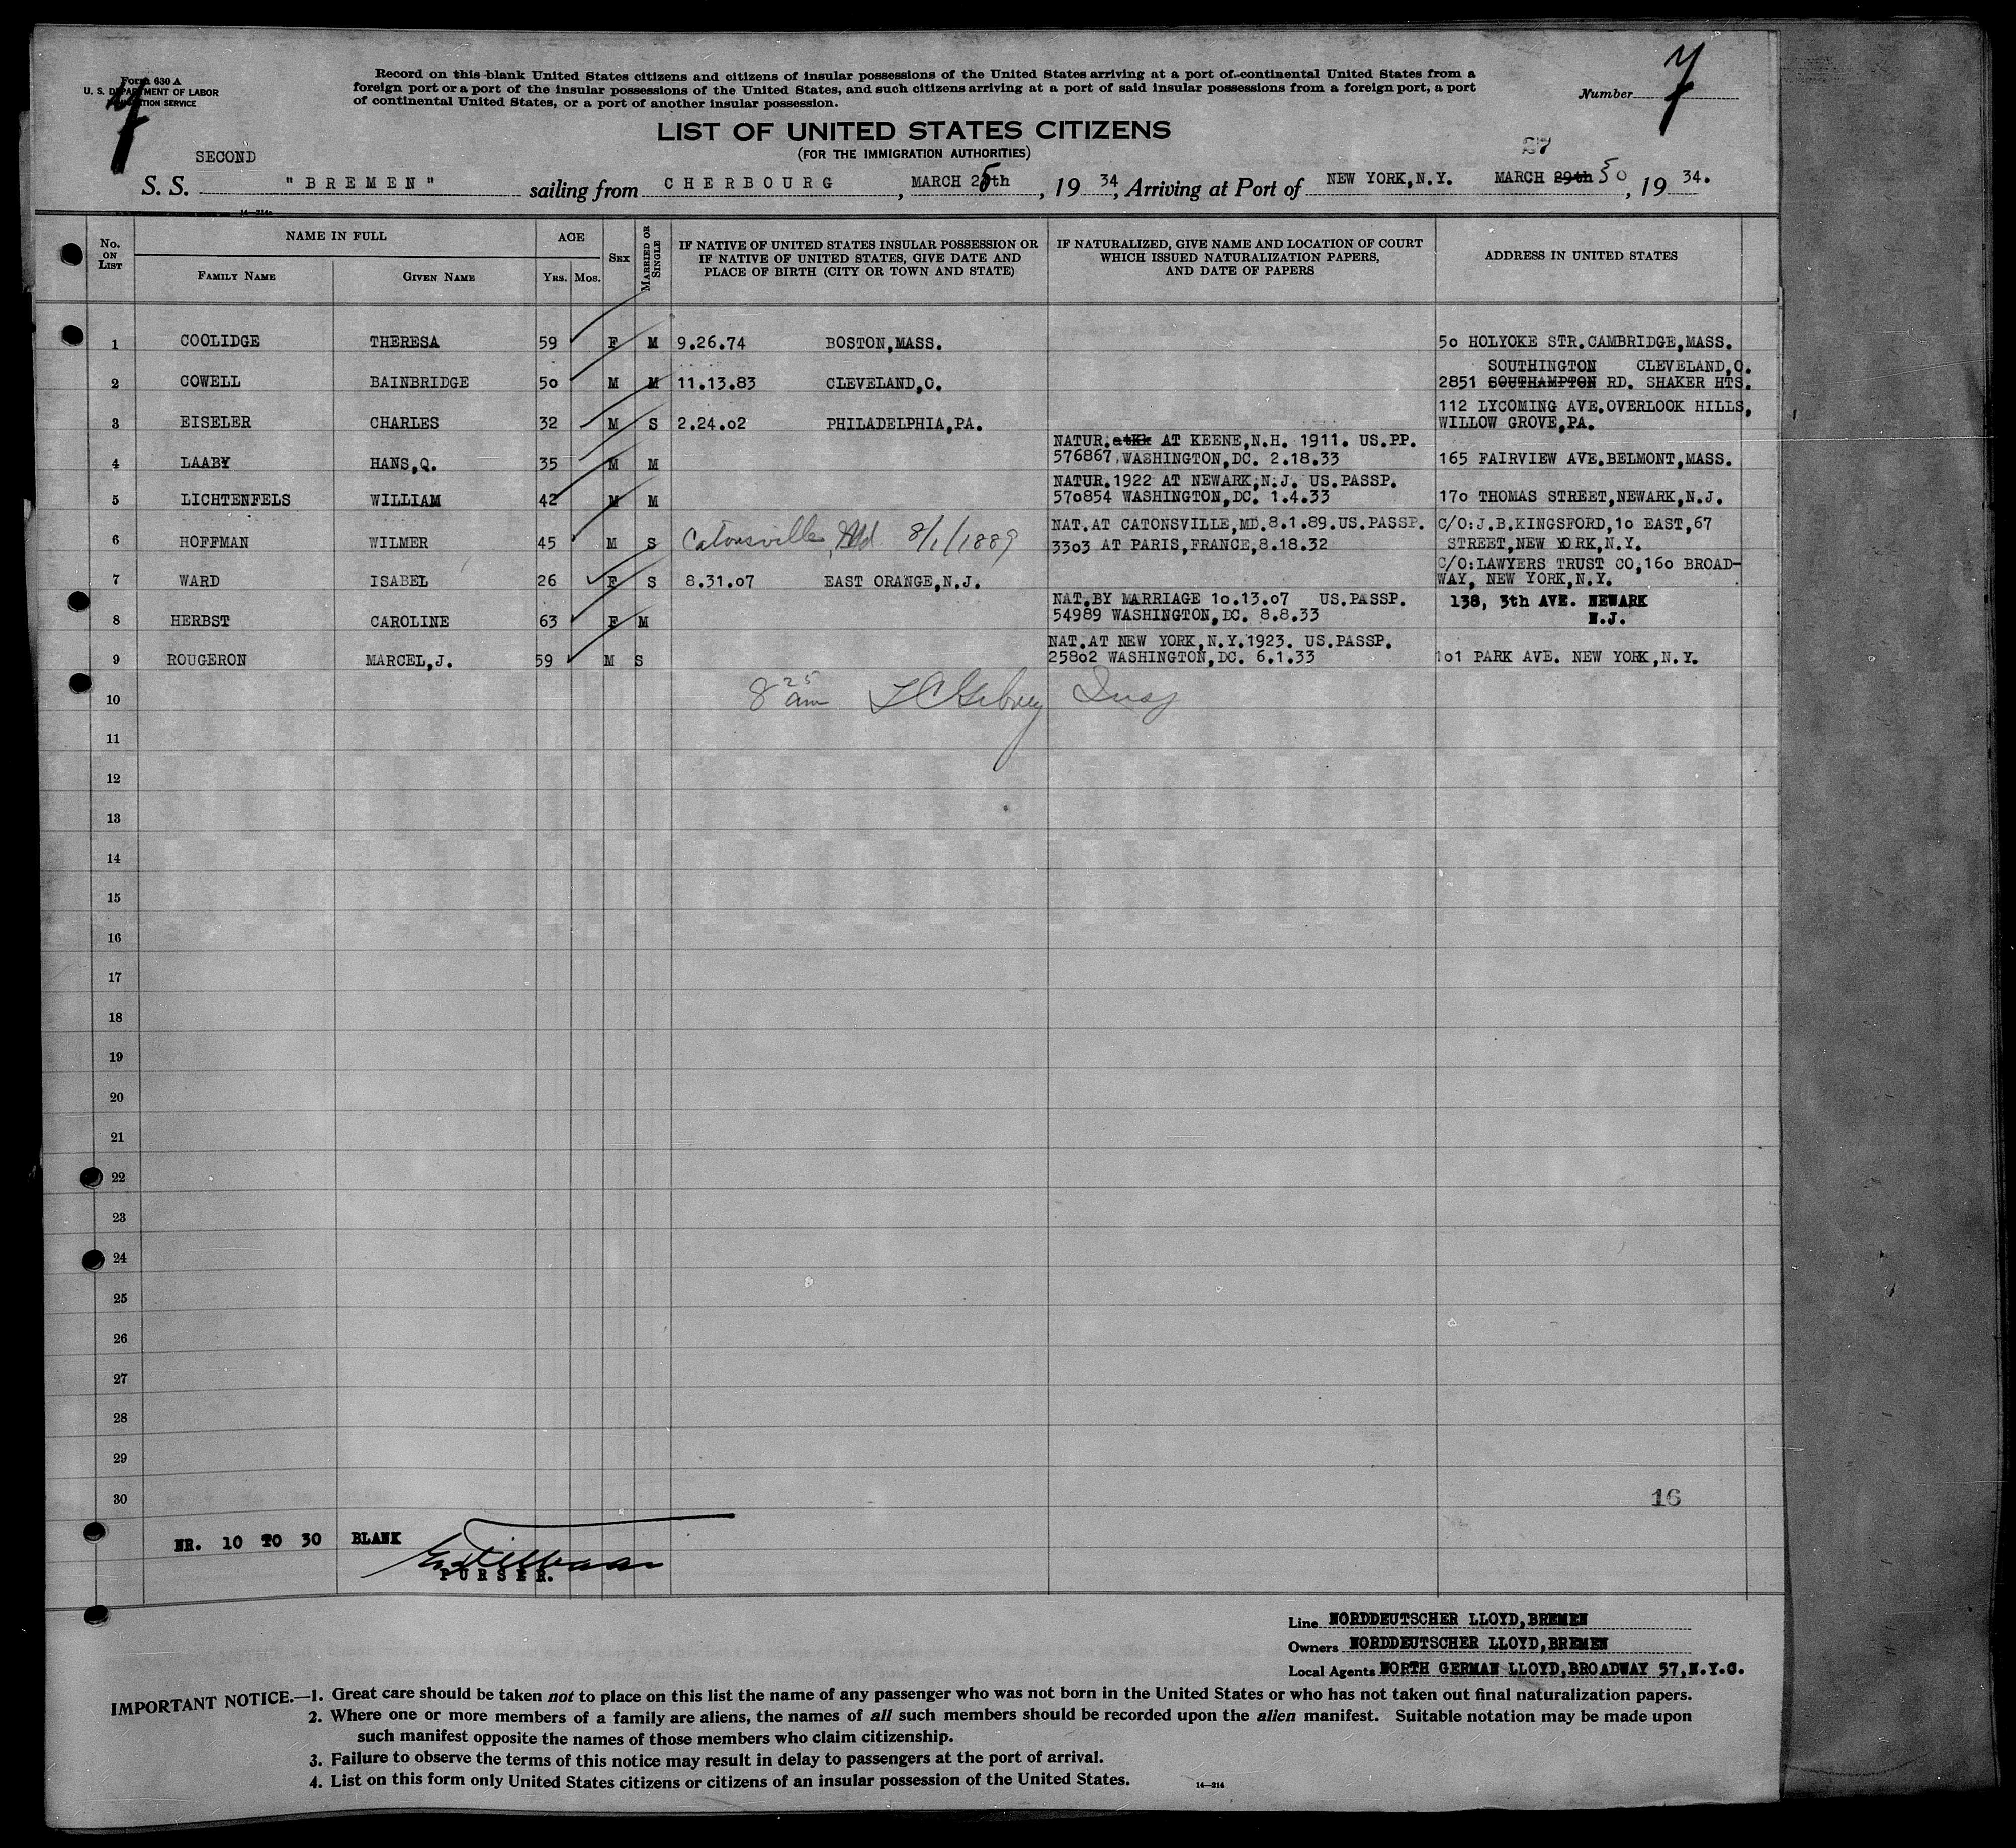 Form 630 A
U. S. DEPARTMENT OF LABOR
IMMIGRATION SERVICE
7
Record on this blank United States citizens and citizens of insular possessions of the United States arriving at a port of continental United States from a
foreign port or a port of the insular possessions of the United States, and such citizens arriving at a port of said insular possessions from a foreign port, a port
of continental United States, or a port of another insular possession.
Number 7
LIST OF UNITED STATES CITIZENS
(FOR THE IMMIGRATION AUTHORITIES)
SECOND
27
S. S. "BREMEN" sailing from CHERBOURG, MARCH 25th, 1934, Arriving at Port of NEW YORK,N.Y. MARCH 29th 30, 1934.
14—314a
No. ON LIST
NAME IN FULL
FAMILY NAME
GIVEN NAME
AGE
YRS. MOS.
SEX
MARRIED OR SINGLE
IF NATIVE OF UNITED STATES INSULAR POSSESSION OR
IF NATIVE OF UNITED STATES, GIVE DATE AND
PLACE OF BIRTH (CITY OR TOWN AND STATE)
IF NATURALIZED, GIVE NAME AND LOCATION OF COURT
WHICH ISSUED NATURALIZATION PAPERS,
AND DATE OF PAPERS
ADDRESS IN UNITED STATES
1 COOLIDGE THERESA 59 F M 9.26.74 BOSTON,MASS. 5o HOLYOKE STR.CAMBRIDGE,MASS.
SOUTHINGTON CLEVELAND,O.
2 COWELL BAINBRIDGE 5o M M 11.13.83 CLEVELAND,O. 2851 SOUTHAMPTON RD. SHAKER HTS.
112 LYCOMING AVE.OVERLOOK HILLS,
3 EISELER CHARLES 32 M S 2.24.o2 PHILADELPHIA,PA. WILLOW GROVE,PA.
NATUR. AT KEENE,N.H. 1911. US.PP.
4 LAABY HANS,Q. 35 M M 576867 WASHINGTON,DC. 2.18.33 165 FAIRVIEW AVE.BELMONT,MASS.
NATUR.1922 AT NEWARK,N.J. US.PASSP.
5 LICHTENFELS WILLIAM 42 M M 57o854 WASHINGTON,DC. 1.4.33 17o THOMAS STREET,NEWARK,N.J.
NAT.AT CATONSVILLE,MD.8.1.89.US.PASSP. C/O:J.B.KINGSFORD,1o EAST,67
6 HOFFMAN WILMER 45 M S Catonsville, Md 8/1/1889 33o3 AT PARIS,FRANCE,8.18.32 STREET,NEW YORK,N.Y.
C/O:LAWYERS TRUST CO,16o BROAD-
7 WARD ISABEL 26 F S 8.31.o7 EAST ORANGE,N.J. WAY, NEW YORK,N.Y.
NAT.BY MARRIAGE 1o.13.o7 US.PASSP. 138, 3th AVE. NEWARK
8 HERBST CAROLINE 63 F M 54989 WASHINGTON,DC. 8.8.33 N.J.
NAT.AT NEW YORK,N.Y.1923. US.PASSP.
9 ROUGERON MARCEL,J. 59 M S 258o2 WASHINGTON,DC. 6.1.33 1o1 PARK AVE. NEW YORK,N.Y.
10 8 25 am Insp
11
12
13
14
15
16
17
18
19
20
21
22
23
24
25
26
27
28
29
30
16
NR. 10 TO 30 BLANK
PURSER.
Line NORDDEUTSCHER LLOYD,BREMEN
Owners NORDDEUTSCHER LLOYD,BREMEN
Local Agents NORTH GERMAN LLOYD,BROADWAY 57,N.Y.C.
IMPORTANT NOTICE.—1. Great care should be taken not to place on this list the name of any passenger who was not born in the United States or who has not taken out final naturalization papers.
2. Where one or more members of a family are aliens, the names of all such members should be recorded upon the alien manifest. Suitable notation may be made upon
such manifest opposite the names of those members who claim citizenship.
3. Failure to observe the terms of this notice may result in delay to passengers at the port of arrival.
4. List on this form only United States citizens or citizens of an insular possession of the United States.
14—314